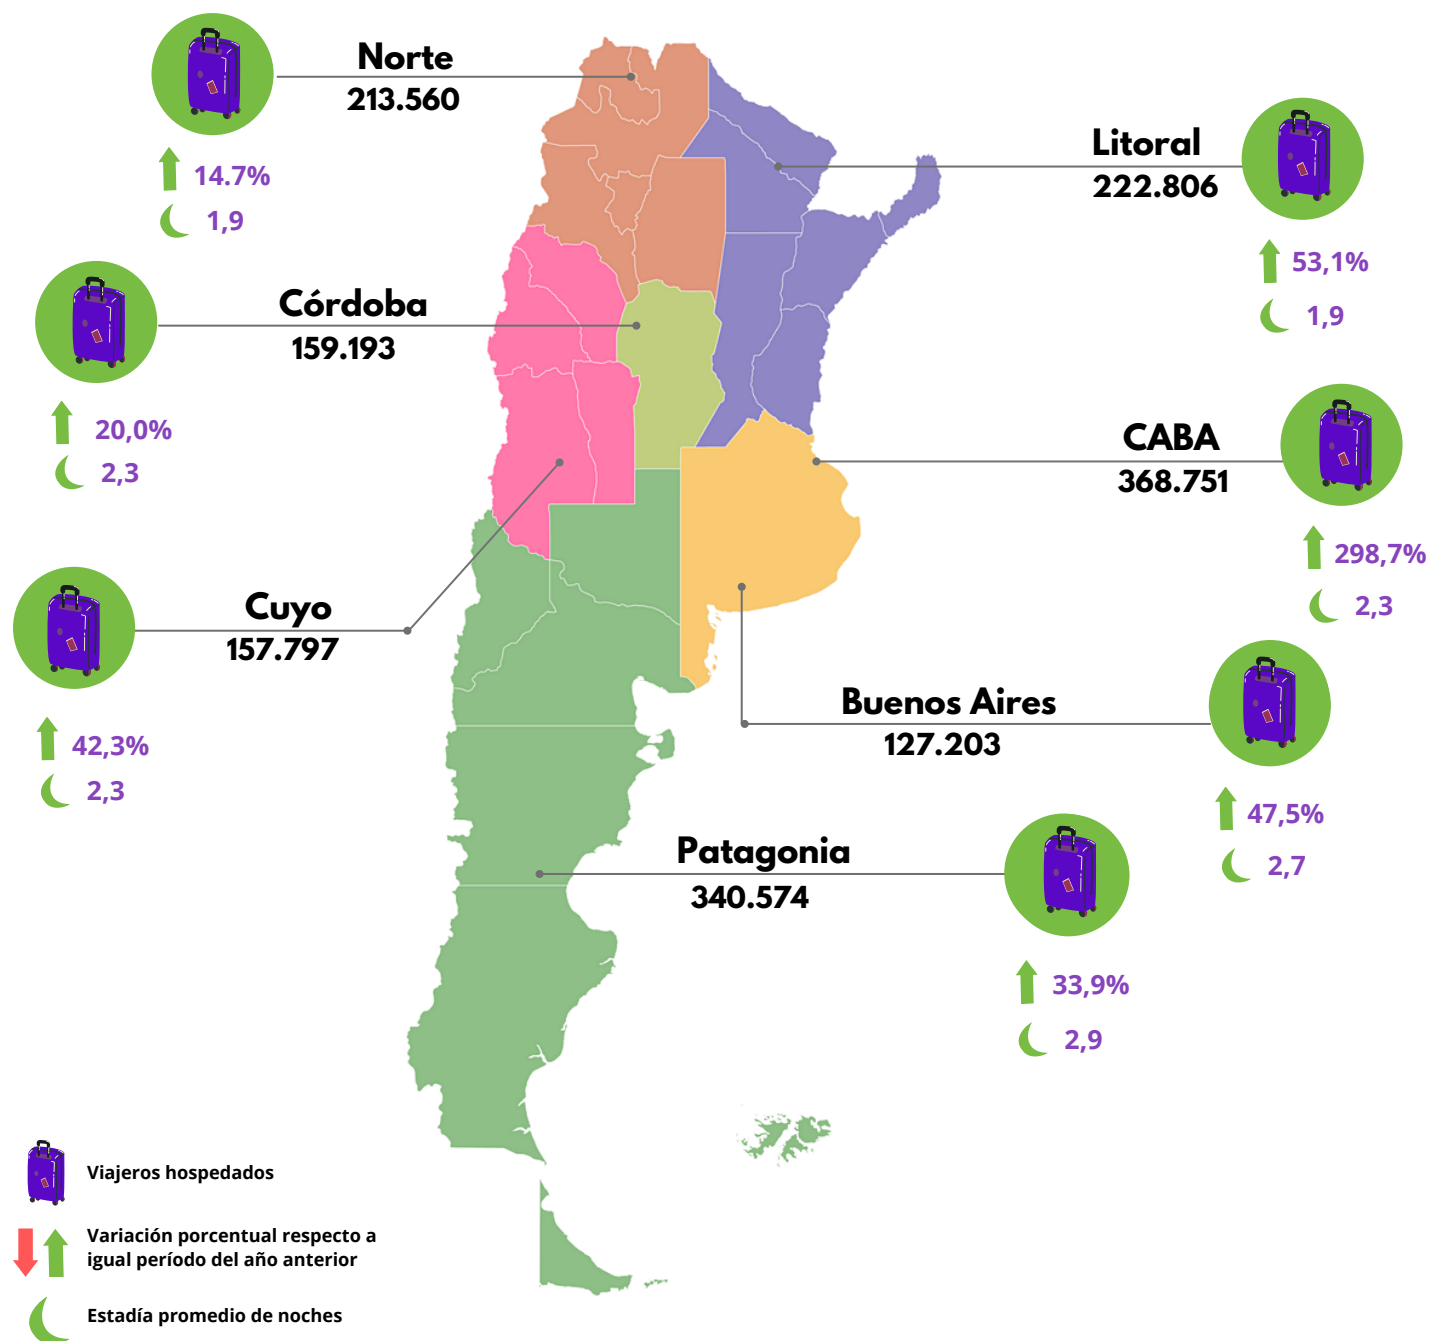 Norte
213.560
14.7%
1,9
Litoral
222.806
53,1%
1,9
Córdoba
159.193
20,0%
2,3
CABA
368.751
298,7%
2,3
Cuyo
157.797
42,3%
2,3
Buenos Aires
127.203
47,5%
2,7
Patagonia
340.574
33,9%
2,9
Viajeros hospedados
Variación porcentual respecto a
igual período del año anterior
Estadía promedio de noches